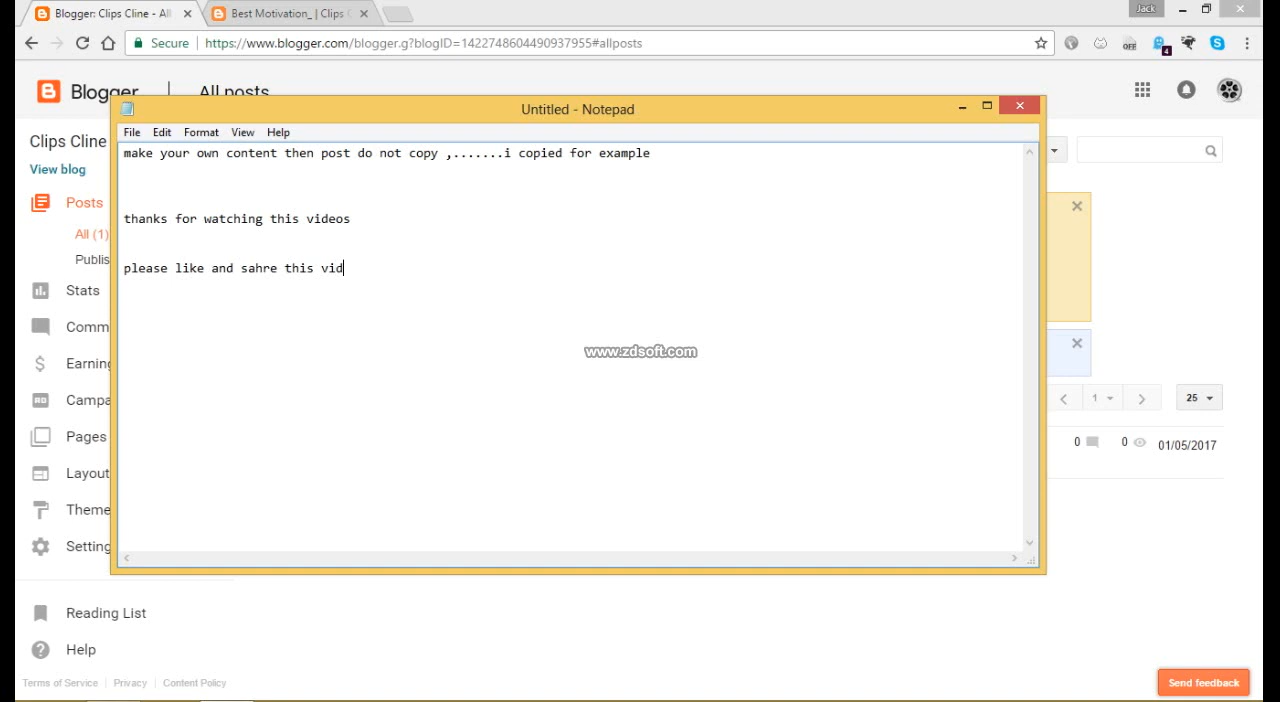 Blogger: Clips Cline - All
Best Motivation_ | Clips C
Jack
Secure
https://www.blogger.com/blogger.g?blogID=1422748604490937955#allposts
OFF
4
Blogger
All posts
Untitled - Notepad
File Edit Format View Help
make your own content then post do not copy ,.......i copied for example
thanks for watching this videos
please like and sahre this vid
www.zdsoft.com
Clips Cline
View blog
Posts
All (1)
Publis
Stats
Comm
Earning
Campa
Pages
Layout
Theme
Setting
Reading List
Help
1
25
0 0 01/05/2017
Terms of Service | Privacy | Content Policy
Send feedback